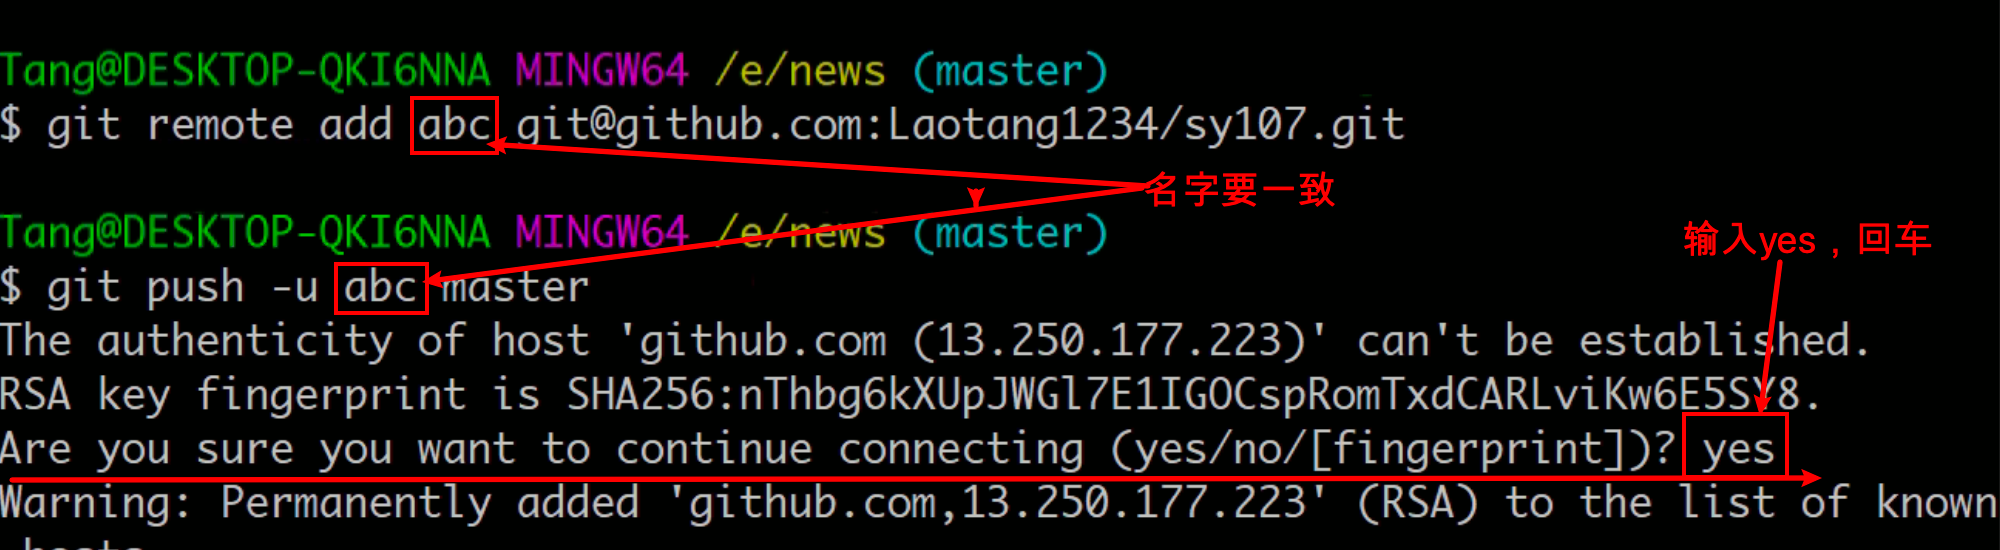 Tang@DESKTOP-QKI6NNA MINGW64 /e/news (master)
$ git remote add abc git@github.com:Laotang1234/sy107.git
名字要一致
Tang@DESKTOP-QKI6NNA MINGW64 /e/news (master)
输入yes，回车
$ git push -u abc master
The authenticity of host 'github.com (13.250.177.223)' can't be established.
RSA key fingerprint is SHA256:nThbg6kXUpJWGl7E1IGOCspRomTxdCARLviKw6E5SY8.
Are you sure you want to continue connecting (yes/no/[fingerprint])? yes
Warning: Permanently added 'github.com,13.250.177.223' (RSA) to the list of known